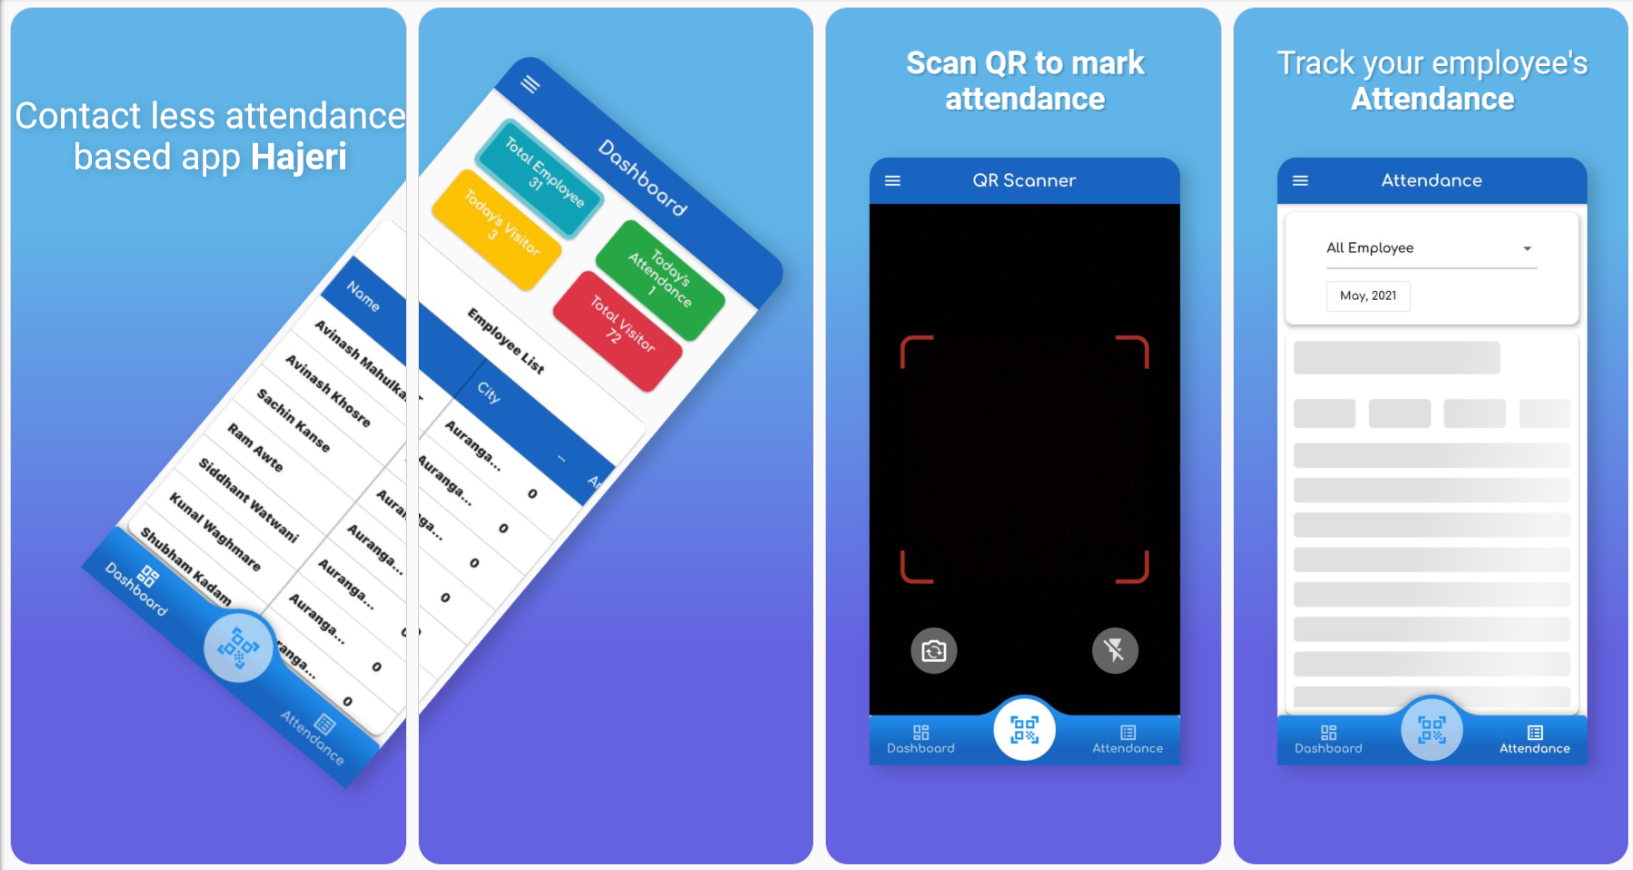 Contact less attendance
based app Hajeri
Dashboard
Total Employee
31
Today's Visitor
3
Today's
Attendance
1
Total Visitor
72
Employee List
Name
City
...
Avinash Mahulka
Auranga...
0
Avinash Khosre
Auranga...
0
Sachin Kanse
Auranga...
0
Ram Awte
Auranga...
0
Siddhant Watwani
Auranga...
Kunal Waghmare
Auranga...
0
Shubham Kadam
0
Dashboard
Attendance
Scan QR to mark
attendance
QR Scanner
Dashboard
Attendance
Track your employee's
Attendance
Attendance
All Employee
May, 2021
Dashboard
Attendance